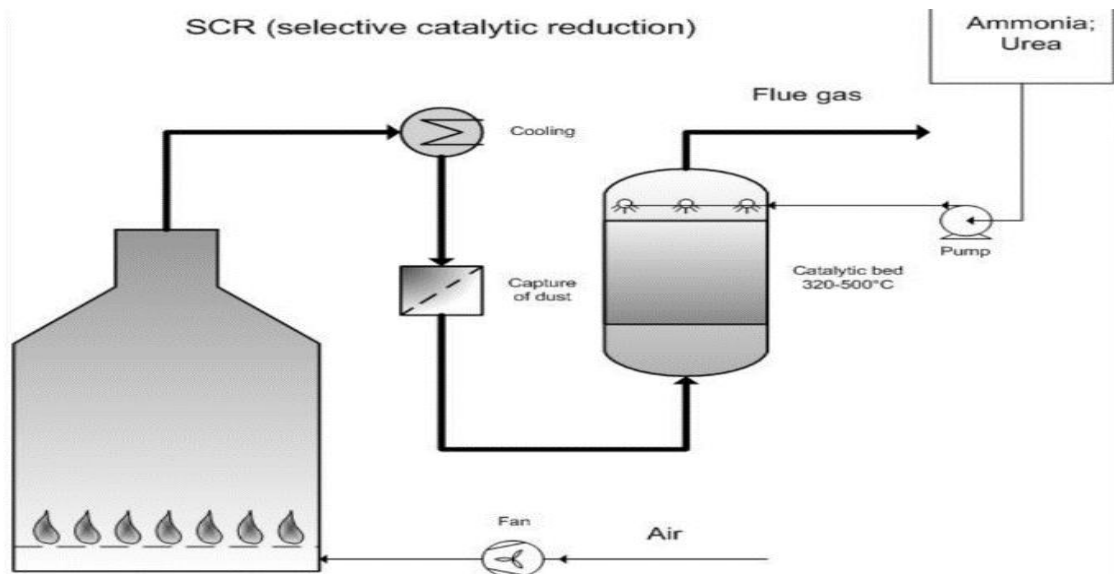 SCR (selective catalytic reduction)
Ammonia;
Urea
Flue gas
Cooling
Pump
Capture
of dust
Catalytic bed
320-500°C
Fan
Air